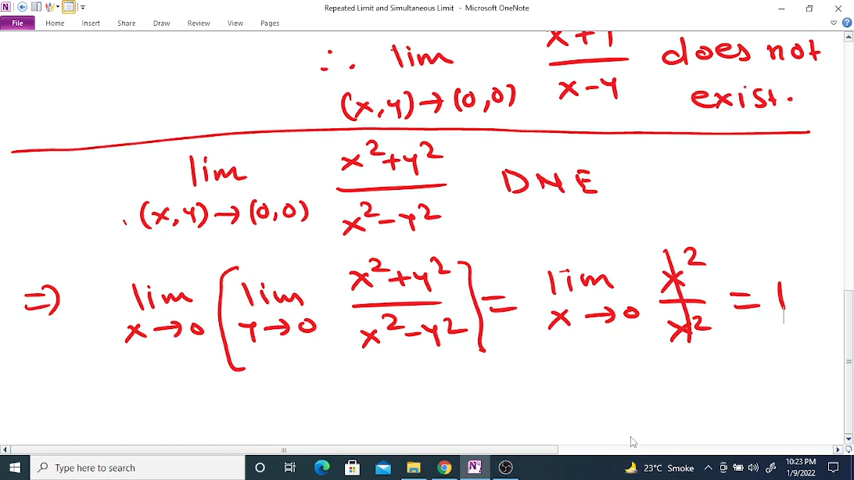 Repeated Limit and Simultaneous Limit - Microsoft OneNote
File Home Insert Share Draw History Review View Pages
∴ lim (x,y)→(0,0) x+y/x-y does not exist.
lim (x,y)→(0,0) x²+y²/x²-y² DNE
⇒ lim x→0 [ lim y→0 x²+y²/x²-y² ] = lim x→0 x²/x² = 1
Type here to search
23°C Smoke
10:23 PM
1/9/2022